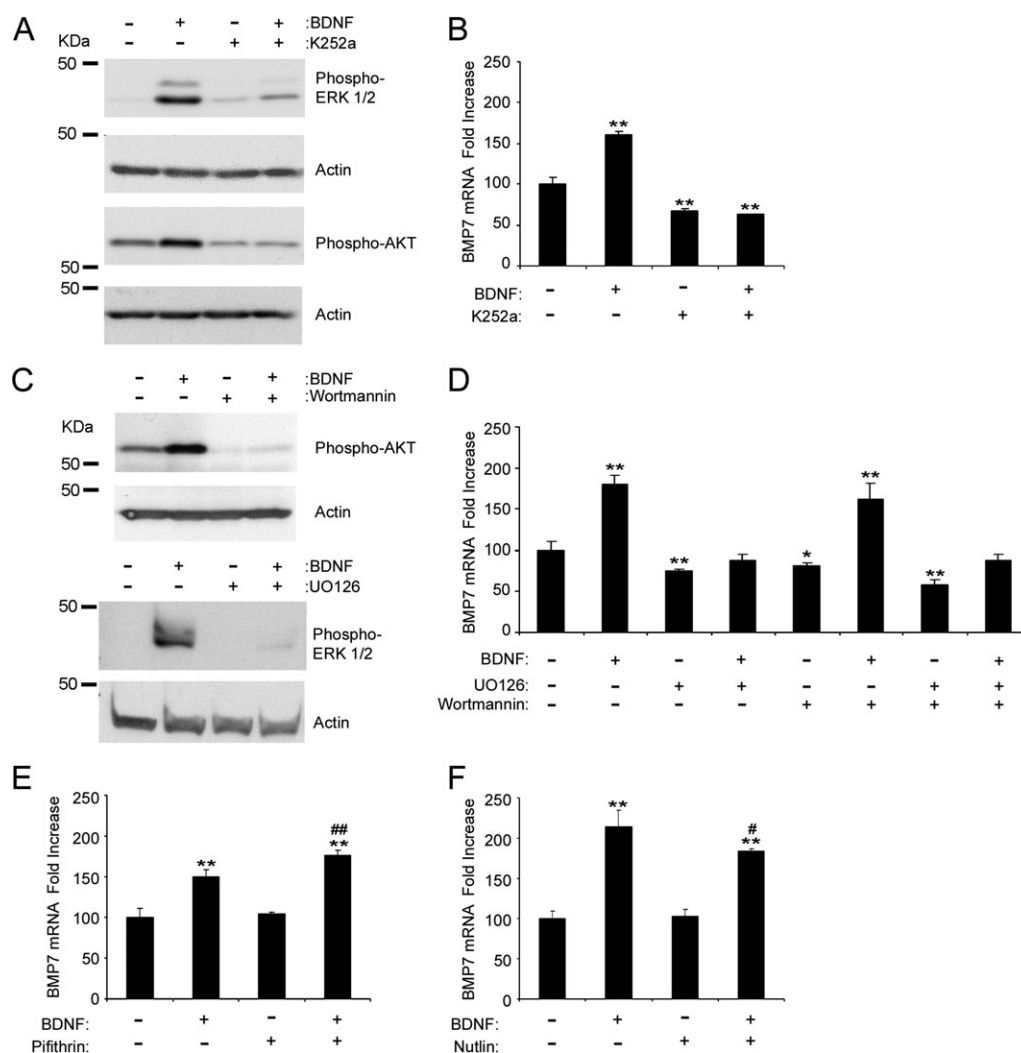 A
- + - + :BDNF
- - + + :K252a
KDa
50
Phospho-
ERK 1/2
50
Actin
Phospho-AKT
50
50
Actin
B
BMP7 mRNA Fold Increase
250
200
150
100
50
0
**
**
**
BDNF: - + - +
K252a: - - + +
C
- + - + :BDNF
- - + + :Wortmannin
KDa
Phospho-AKT
50
50
Actin
- + - + :BDNF
- - + + :UO126
50
Phospho-
ERK 1/2
50
Actin
D
BMP7 mRNA Fold Increase
250
200
150
100
50
0
**
**
*
**
**
BDNF: - + - + - + - +
UO126: - - + + - - + +
Wortmannin: - - - - + + + +
E
BMP7 mRNA Fold Increase
250
200
150
100
50
0
**
##
**
BDNF: - + - +
Pifithrin: - - + +
F
BMP7 mRNA Fold Increase
250
200
150
100
50
0
**
#
**
BDNF: - + - +
Nutlin: - - + +